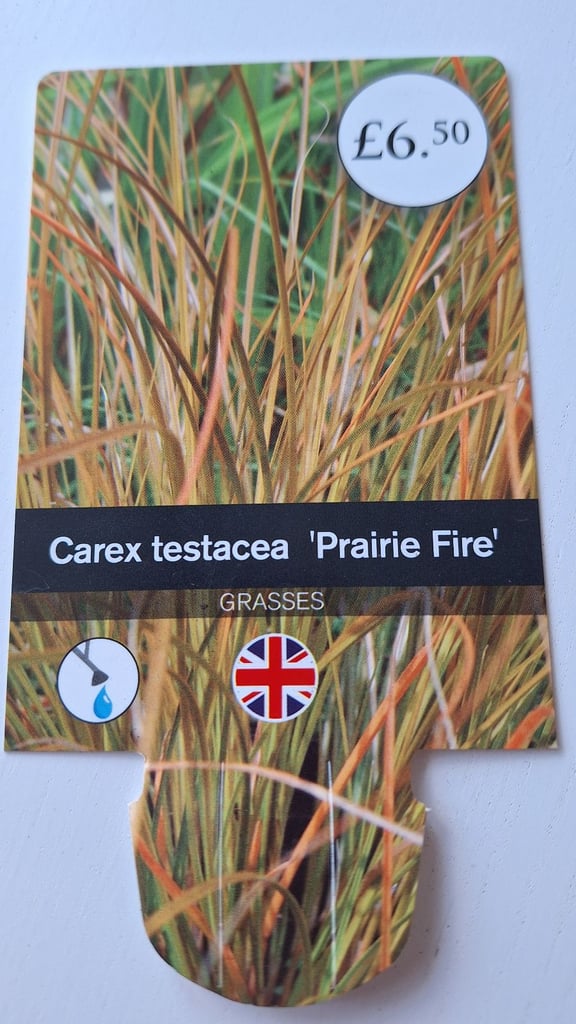 £6.50
Carex testacea 'Prairie Fire'
GRASSES